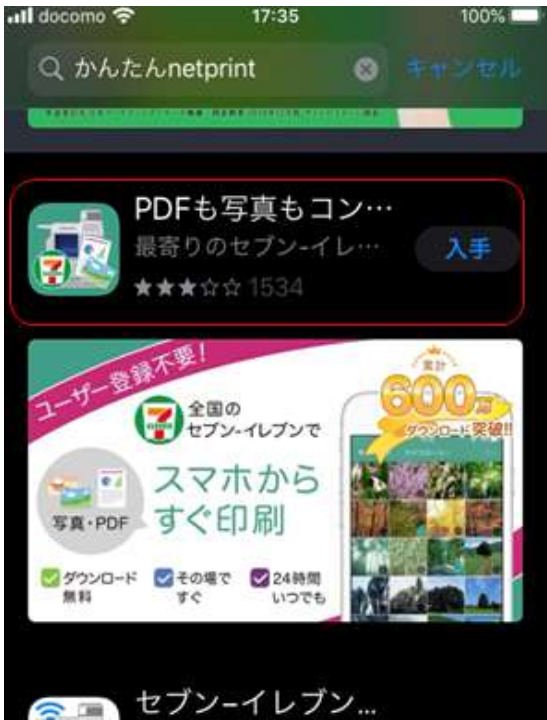 docomo 17:35 100%
かんたんnetprint キャンセル
PDFも写真もコン…
最寄りのセブン-イレ… 入手
★★★☆☆ 1534
ユーザー登録不要!
累計
600万
ダウンロード突破!!
全国の
セブン-イレブンで
スマホから
すぐ印刷
写真・PDF
ダウンロード
無料
その場で
すぐ
24時間
いつでも
セブン-イレブン...